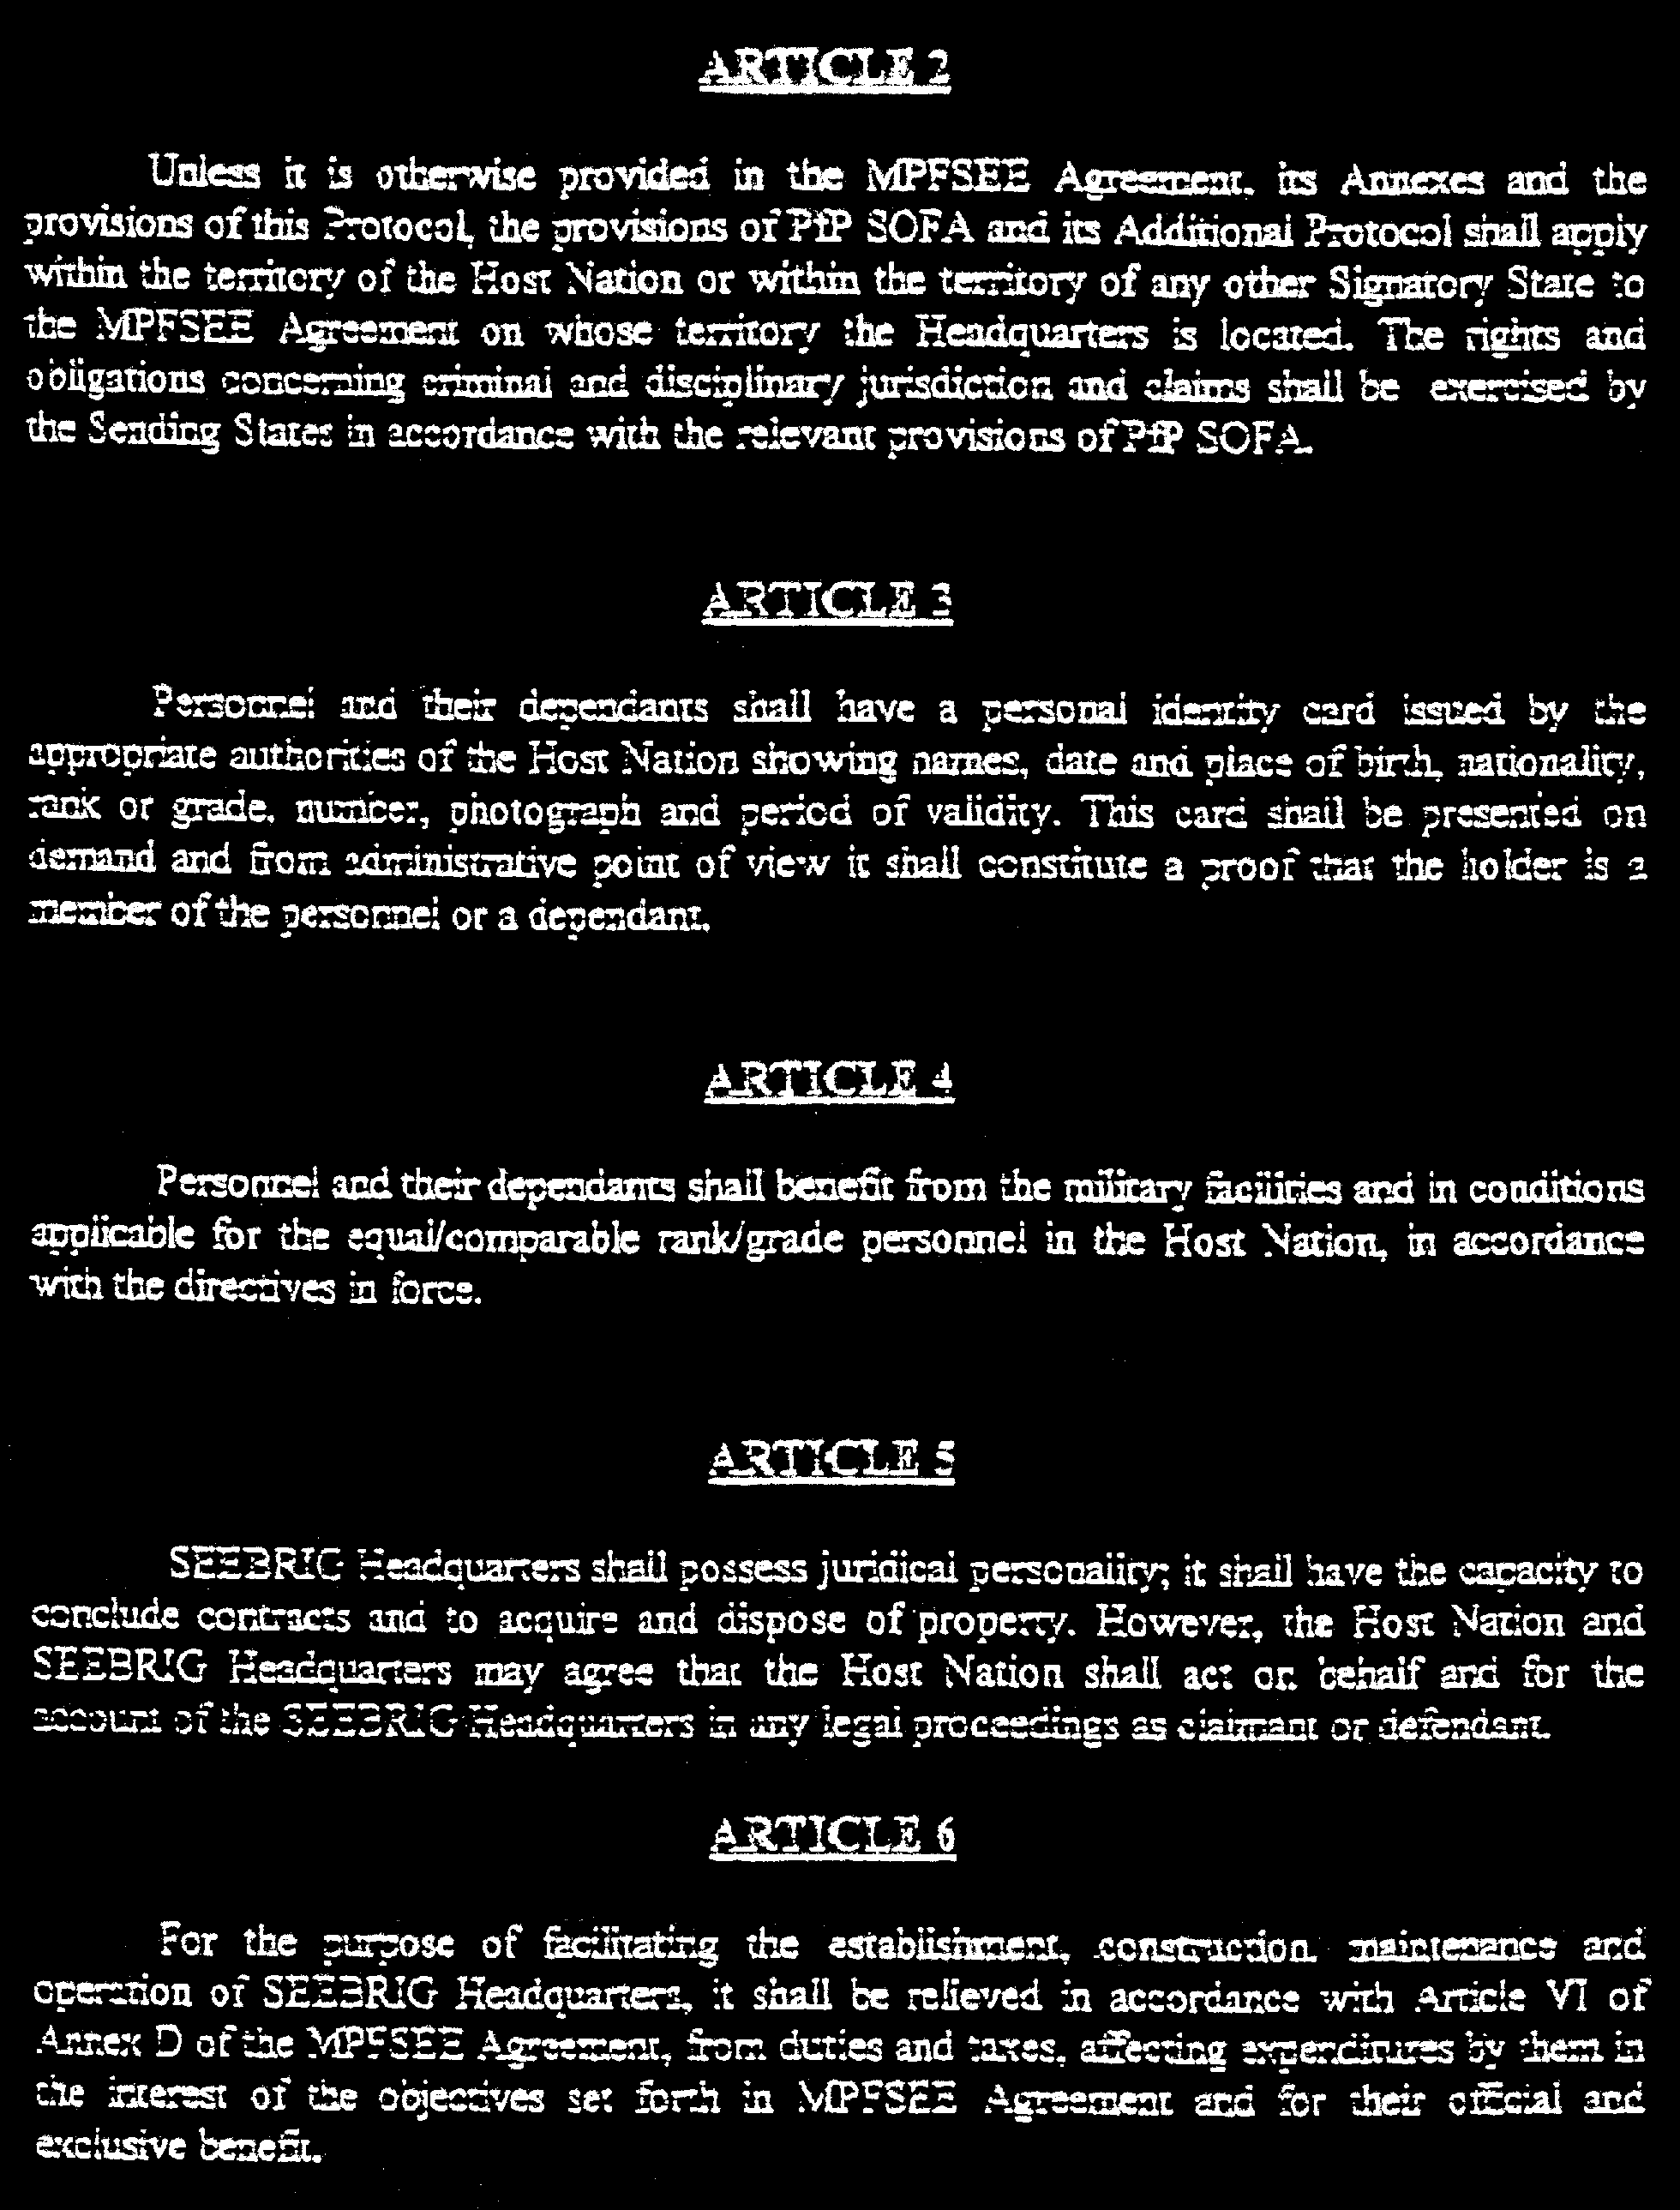 ARTICLE 2
Unless it is otherwise provided in the MPFSEE Agreement, its Annexes and the
provisions of this Protocol, the provisions of PfP SOFA and its Additional Protocol shall apply
within the territory of the Host Nation or within the territory of any other Signatory State to
the MPFSEE Agreement on whose territory the Headquarters is located. The rights and
obligations concerning criminal and disciplinary jurisdiction and claims shall be exercised by
the Sending States in accordance with the relevant provisions of PfP SOFA.
ARTICLE 3
Personnel and their dependants shall have a personal identity card issued by the
appropriate authorities of the Host Nation showing names, date and place of birth, nationality,
rank or grade, number, photograph and period of validity. This card shall be presented on
demand and from administrative point of view it shall constitute a proof that the holder is a
member of the personnel or a dependant.
ARTICLE 4
Personnel and their dependants shall benefit from the military facilities and in conditions
applicable for the equal/comparable rank/grade personnel in the Host Nation, in accordance
with the directives in force.
ARTICLE 5
SEEBRIG Headquarters shall possess juridical personality; it shall have the capacity to
conclude contracts and to acquire and dispose of property. However, the Host Nation and
SEEBRIG Headquarters may agree that the Host Nation shall act on behalf and for the
account of the SEEBRIG Headquarters in any legal proceedings as claimant or defendant.
ARTICLE 6
For the purpose of facilitating the establishment, construction, maintenance and
operation of SEEBRIG Headquarters, it shall be relieved in accordance with Article VI of
Annex D of the MPFSEE Agreement, from duties and taxes, affecting expenditures by them in
the interest of the objectives set forth in MPFSEE Agreement and for their official and
exclusive benefit.